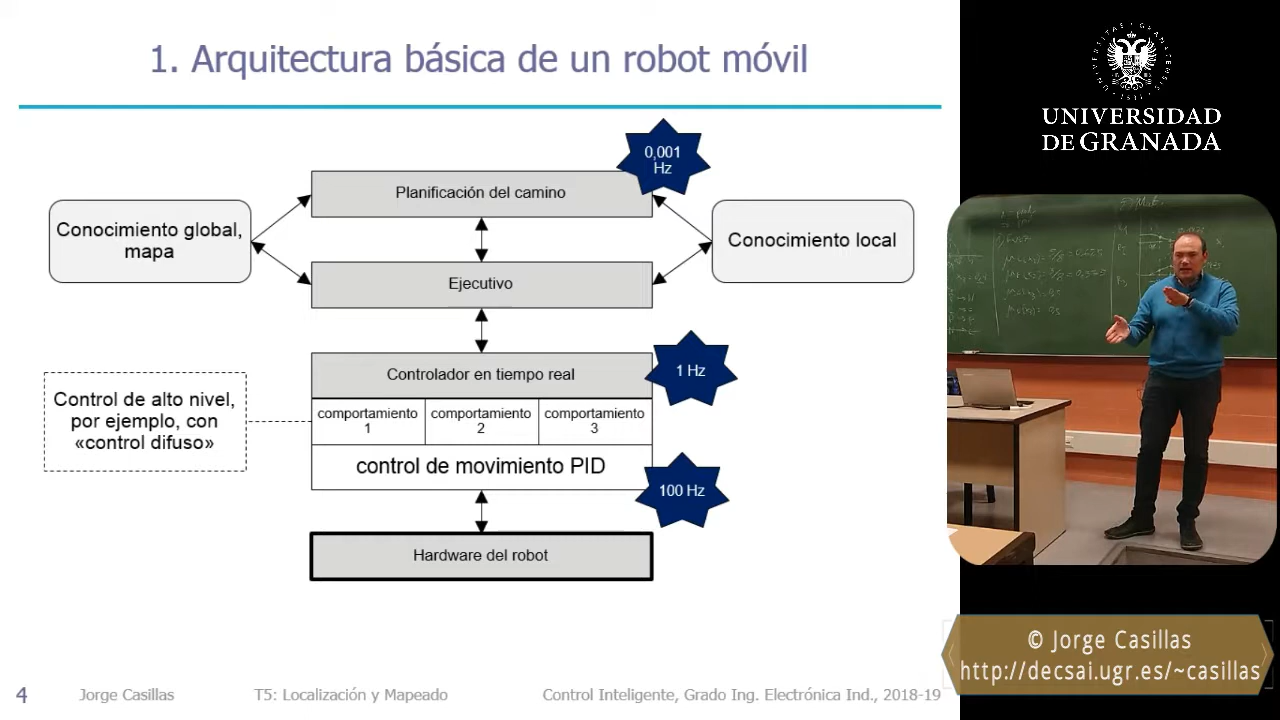 1. Arquitectura básica de un robot móvil
0,001
Hz
Planificación del camino
Conocimiento global,
mapa
Conocimiento local
Ejecutivo
Controlador en tiempo real
1 Hz
Control de alto nivel,
por ejemplo, con
«control difuso»
comportamiento
1
comportamiento
2
comportamiento
3
control de movimiento PID
100 Hz
Hardware del robot
4
Jorge Casillas
T5: Localización y Mapeado
Control Inteligente, Grado Ing. Electrónica Ind., 2018-19
UNIVERSIDAD
DE GRANADA
© Jorge Casillas
http://decsai.ugr.es/~casillas